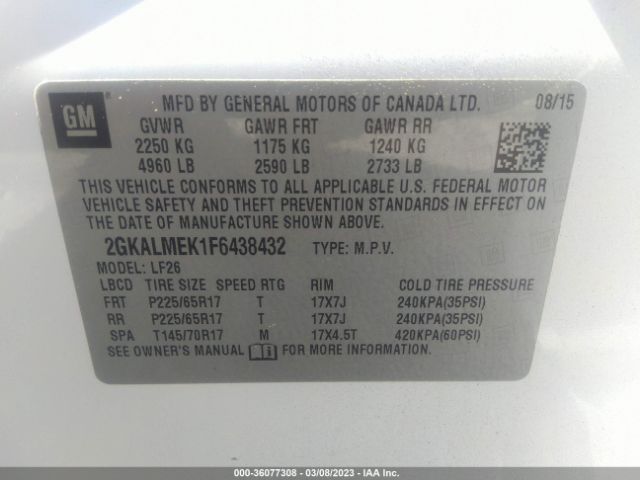 GM ® MFD BY GENERAL MOTORS OF CANADA LTD. 08/15
GVWR GAWR FRT GAWR RR
2250 KG 1175 KG 1240 KG
4960 LB 2590 LB 2733 LB
THIS VEHICLE CONFORMS TO ALL APPLICABLE U.S. FEDERAL MOTOR
VEHICLE SAFETY AND THEFT PREVENTION STANDARDS IN EFFECT ON
THE DATE OF MANUFACTURE SHOWN ABOVE.
2GKALMEK1F6438432 TYPE: M.P.V.
MODEL: LF26
LBCD TIRE SIZE SPEED RTG RIM COLD TIRE PRESSURE
FRT P225/65R17 T 17X7J 240KPA(35PSI)
RR P225/65R17 T 17X7J 240KPA(35PSI)
SPA T145/70R17 M 17X4.5T 420KPA(60PSI)
SEE OWNER'S MANUAL FOR MORE INFORMATION.
© Image - 36077308 - 03/08/2023 - IAA Inc.